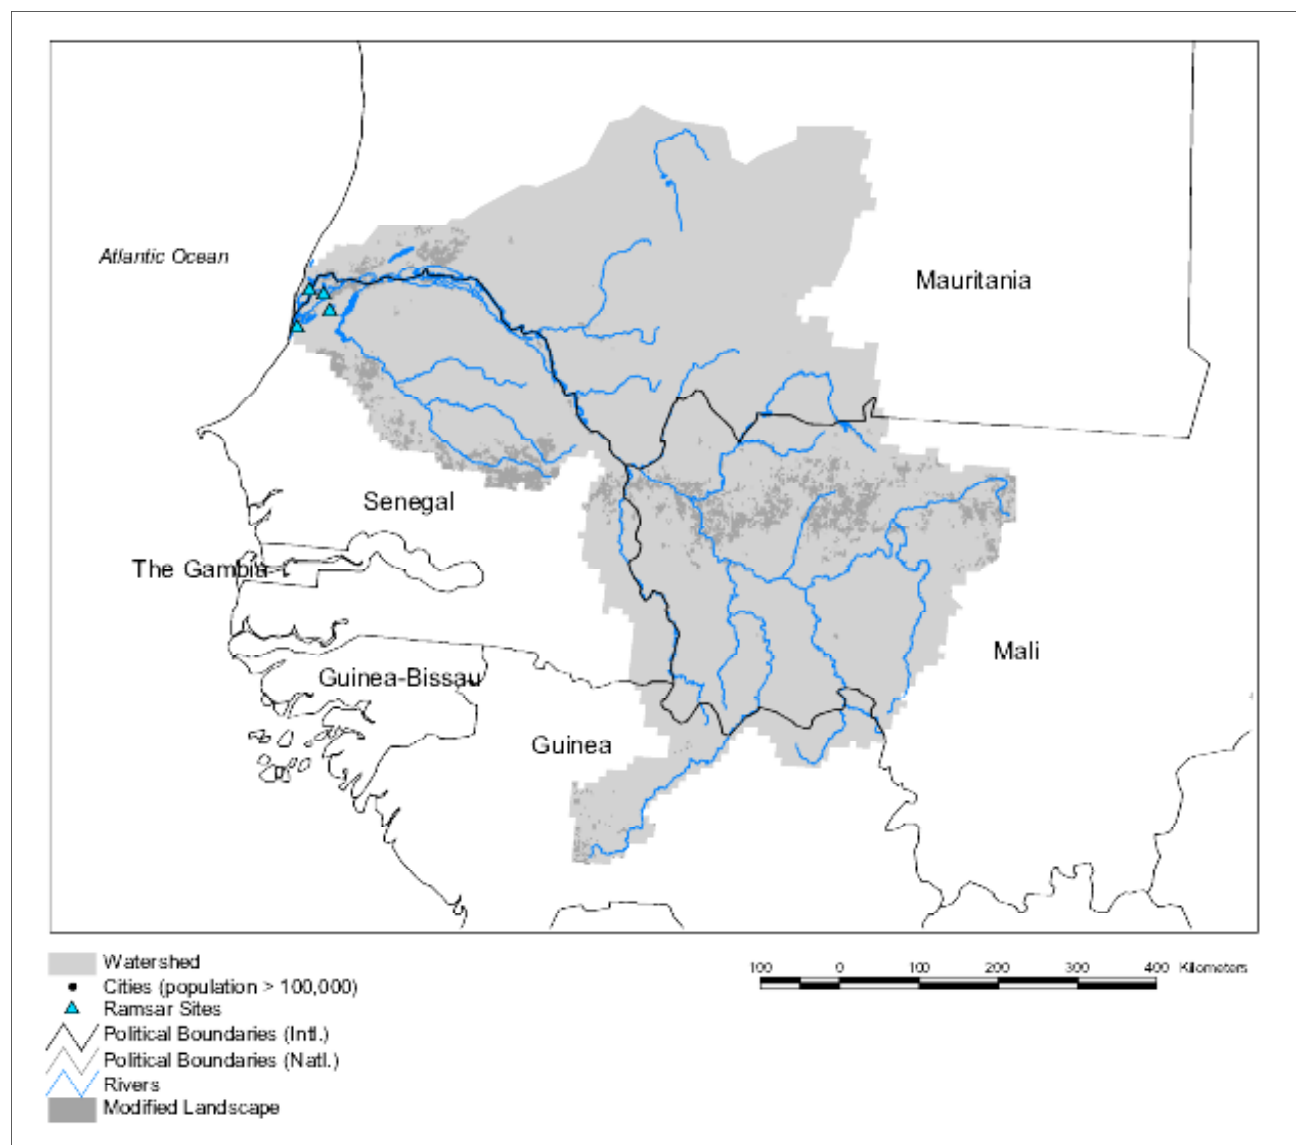 Atlantic Ocean
Mauritania
Senegal
The Gambia
Mali
Guinea-Bissau
Guinea
Watershed
Cities (population > 100,000)
Ramsar Sites
Political Boundaries (Intl.)
Political Boundaries (Natl.)
Rivers
Modified Landscape
100 0 100 200 300 400 Kilometers